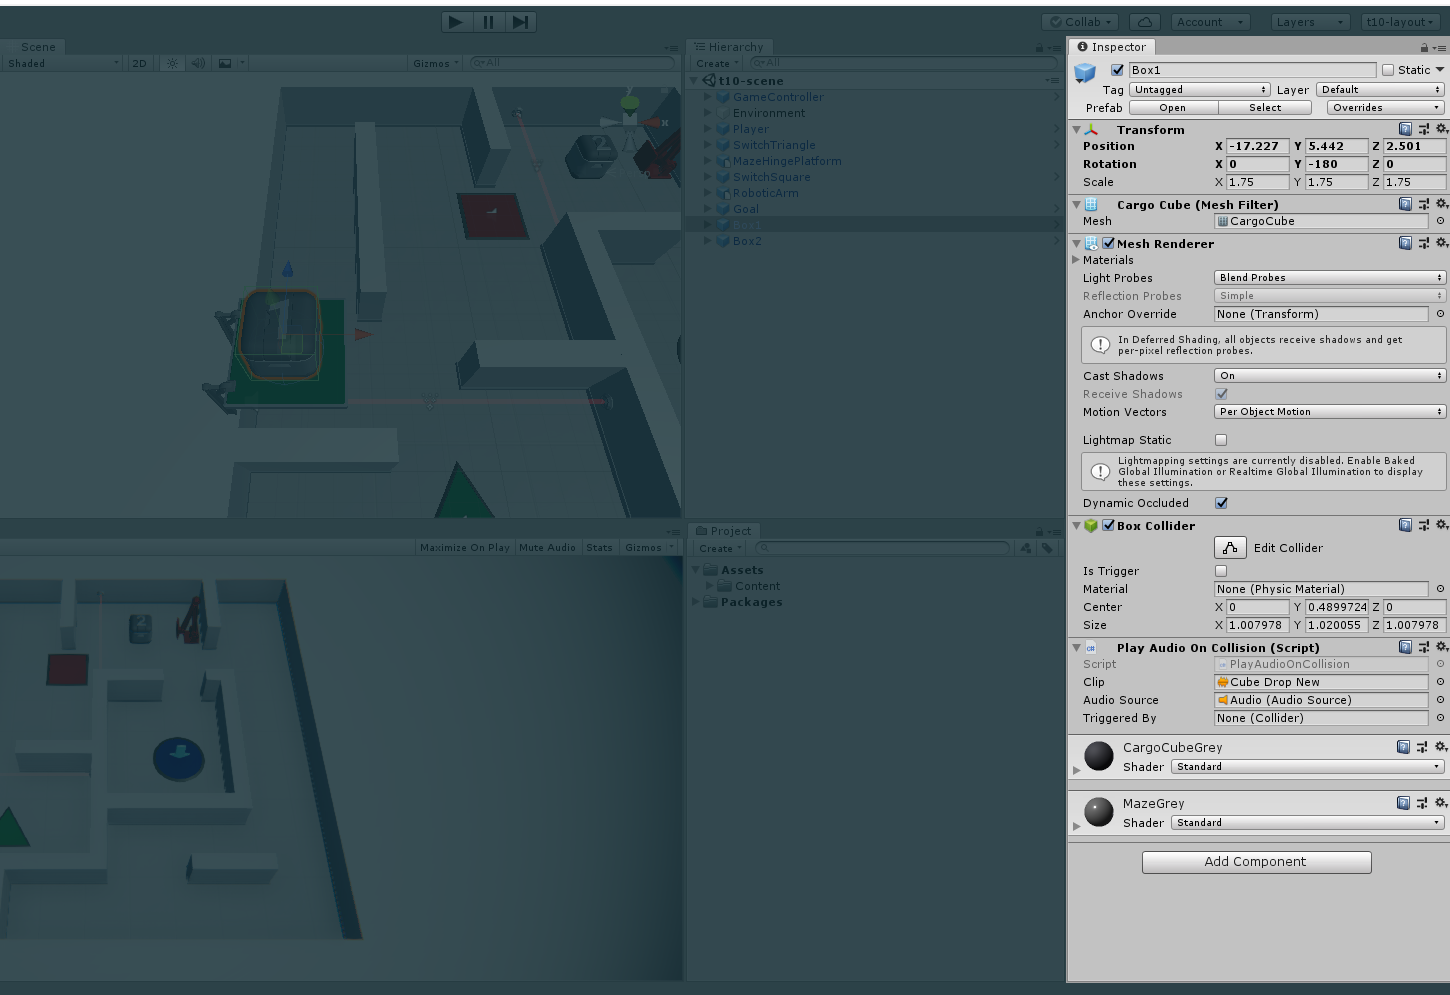 Collab
Account
Layers
t10-layout
Scene
Shaded
2D
Gizmos
All
Hierarchy
Create
All
t10-scene
GameController
Environment
Player
SwitchTriangle
MazeHingePlatform
SwitchSquare
RoboticArm
Goal
Box2
1
2
Maximize On Play
Mute Audio
Stats
Gizmos
2
Project
Create
Assets
Content
Packages
Inspector
Box1
Static
Tag
Untagged
Layer
Default
Prefab
Open
Select
Overrides
Transform
Position X -17.227 Y 5.442 Z 2.501
Rotation X 0 Y -180 Z 0
Scale X 1.75 Y 1.75 Z 1.75
Cargo Cube (Mesh Filter)
Mesh CargoCube
Mesh Renderer
Materials
Light Probes Blend Probes
Reflection Probes Simple
Anchor Override None (Transform)
In Deferred Shading, all objects receive shadows and get
per-pixel reflection probes.
Cast Shadows On
Receive Shadows
Motion Vectors Per Object Motion
Lightmap Static
Lightmapping settings are currently disabled. Enable Baked
Global Illumination or Realtime Global Illumination to display
these settings.
Dynamic Occluded
Box Collider
Edit Collider
Is Trigger
Material None (Physic Material)
Center X 0 Y 0.4899724 Z 0
Size X 1.007978 Y 1.020055 Z 1.007978
Play Audio On Collision (Script)
Script PlayAudioOnCollision
Clip Cube Drop New
Audio Source Audio (Audio Source)
Triggered By None (Collider)
CargoCubeGrey
Shader Standard
MazeGrey
Shader Standard
Add Component